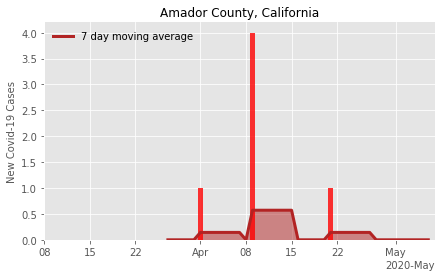 Amador County, California
7 day moving average
New Covid-19 Cases
4.0
3.5
3.0
2.5
2.0
1.5
1.0
0.5
0.0
08 15 22 Apr 08 15 22 May
2020-May